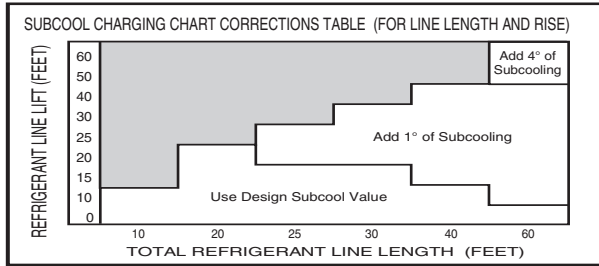 SUBCOOL CHARGING CHART CORRECTIONS TABLE (FOR LINE LENGTH AND RISE)
REFRIGERANT LINE LIFT (FEET)
60
50
40
35
30
25
20
15
10
0
Add 4° of
Subcooling
Add 1° of Subcooling
Use Design Subcool Value
10 20 25 30 40 60
TOTAL REFRIGERANT LINE LENGTH (FEET)